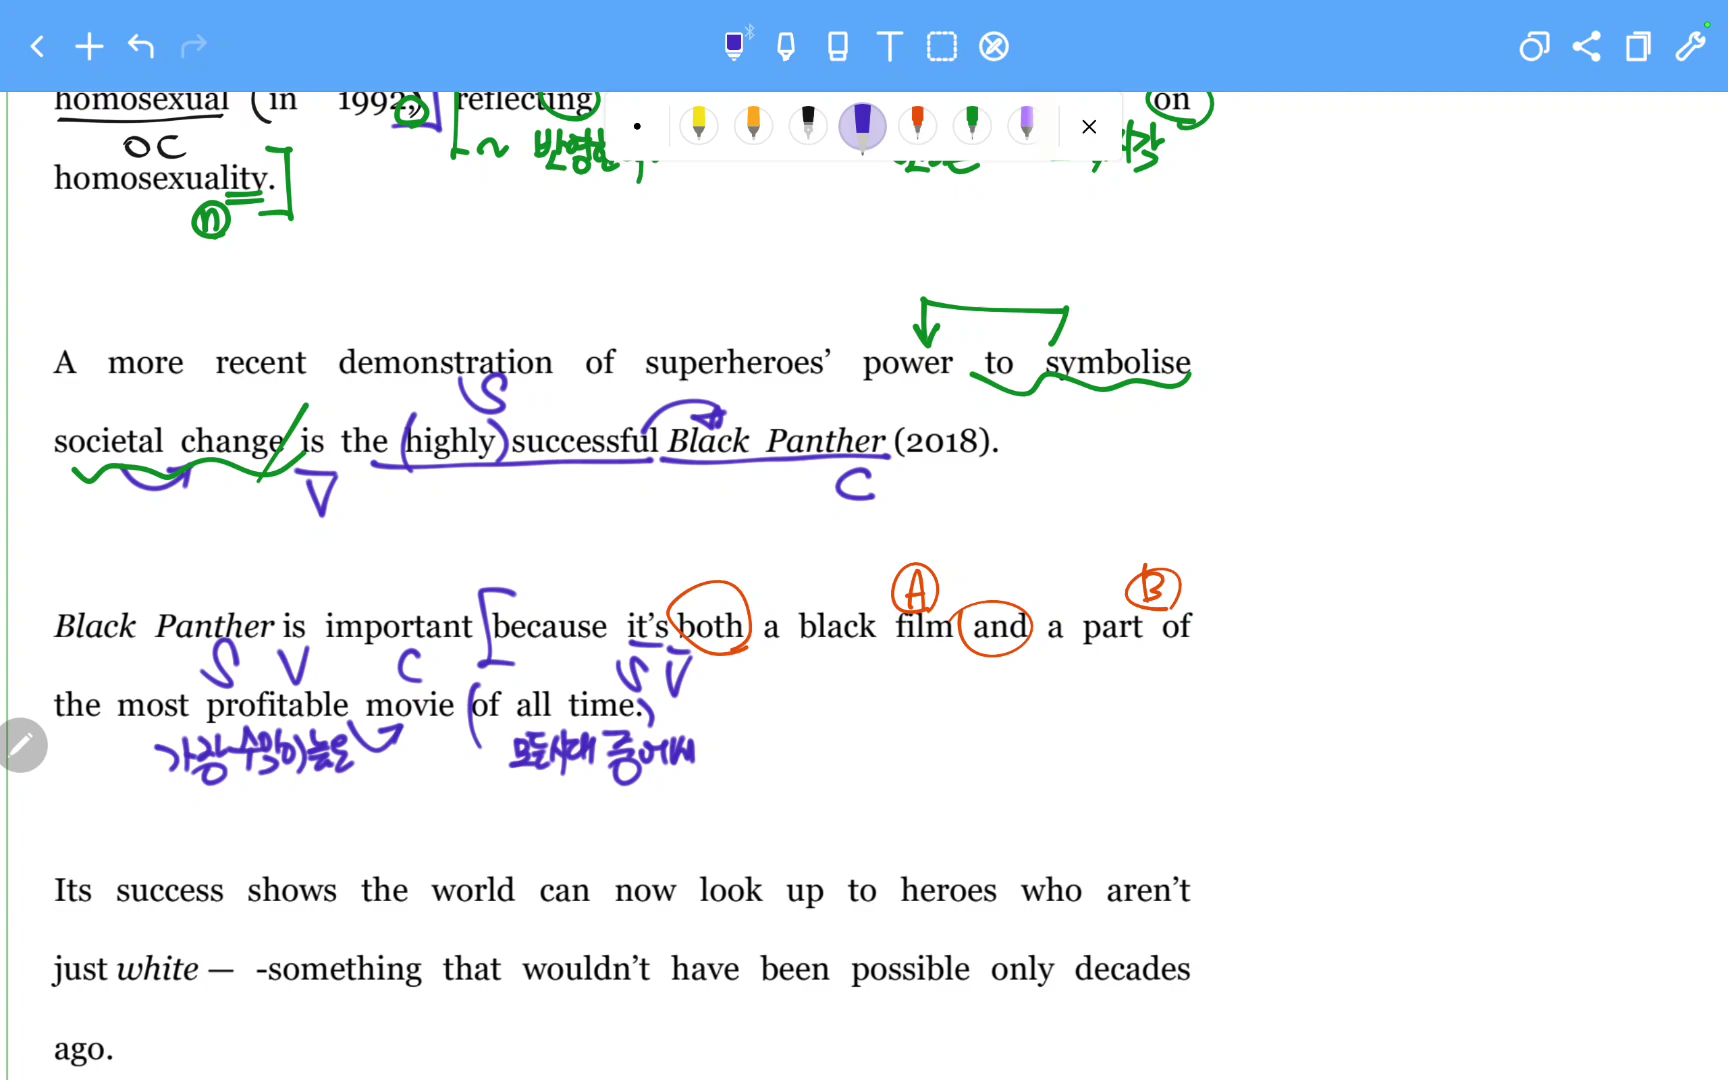 homosexual (in 1992,) reflecting on
OC
homosexuality.
n
A more recent demonstration of superheroes’ power to symbolise
S
societal change is the (highly) successful Black Panther (2018).
V C
A B
Black Panther is important [because it’s both a black film and a part of
S V C S V
the most profitable movie (of all time.)
가장 수익이 높은 모든 시대 중에서
Its success shows the world can now look up to heroes who aren’t
just white — -something that wouldn’t have been possible only decades
ago.